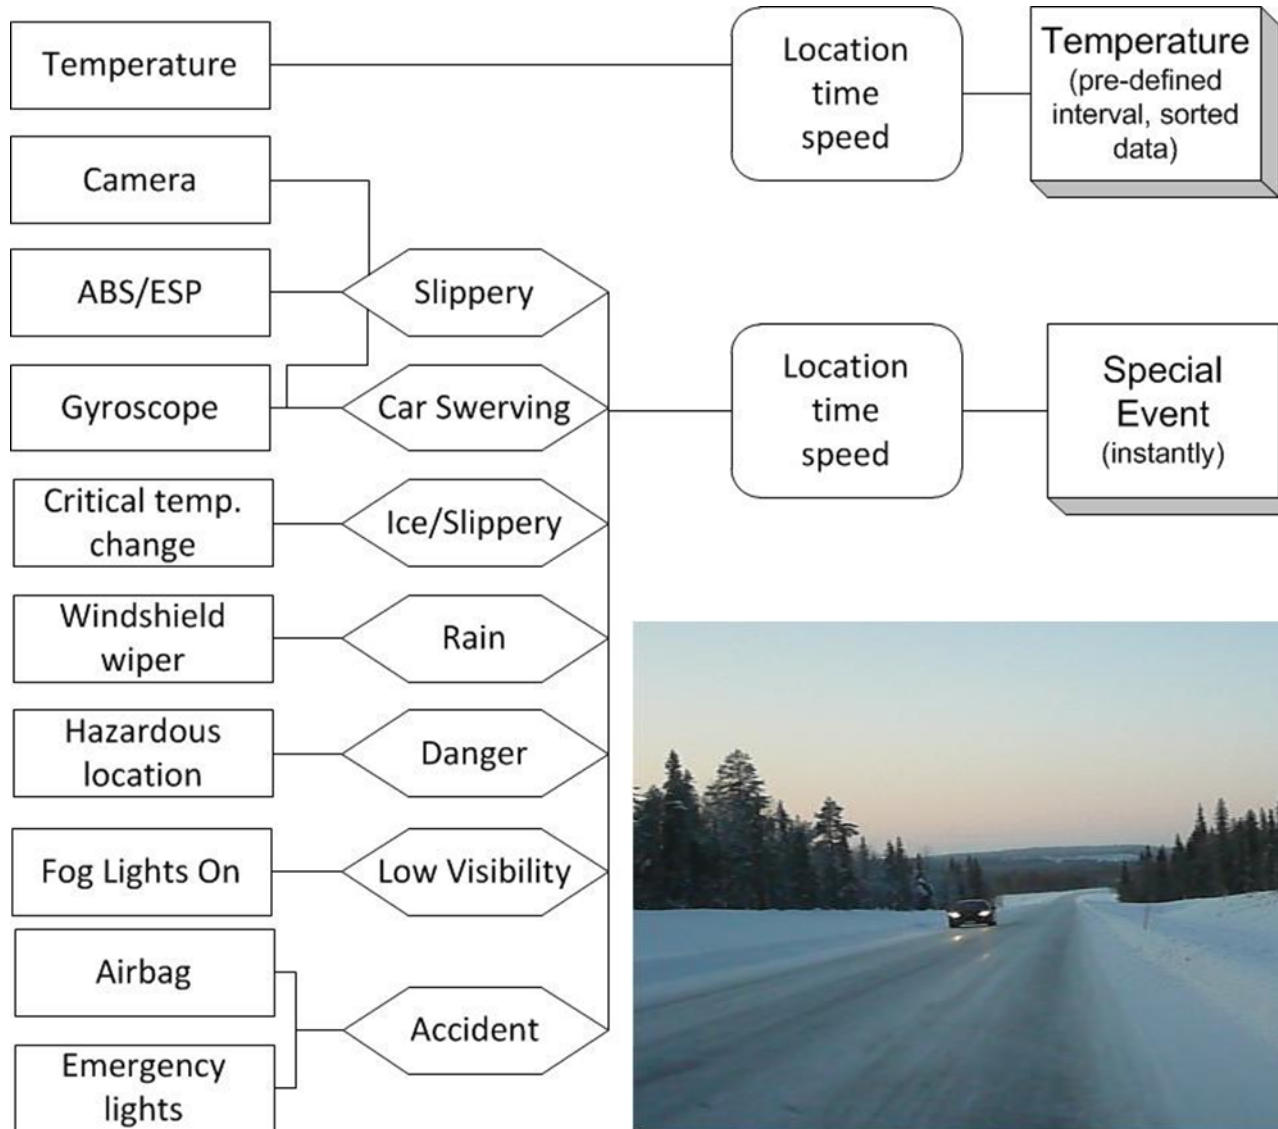 Temperature
Location
time
speed
Temperature
(pre-defined
interval, sorted
data)
Camera
ABS/ESP
Slippery
Gyroscope
Car Swerving
Location
time
speed
Special
Event
(instantly)
Critical temp.
change
Ice/Slippery
Windshield
wiper
Rain
Hazardous
location
Danger
Fog Lights On
Low Visibility
Airbag
Accident
Emergency
lights